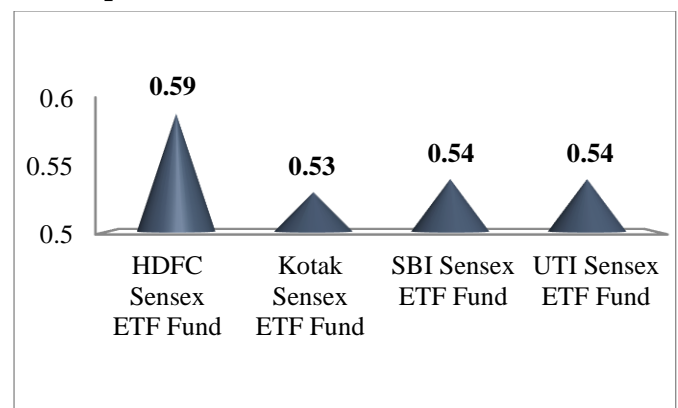 0.59
0.6
0.54
0.54
0.53
0.55
0.5
HDFC
Sensex
ETF Fund
Kotak
Sensex
ETF Fund
SBI Sensex
ETF Fund
UTI Sensex
ETF Fund